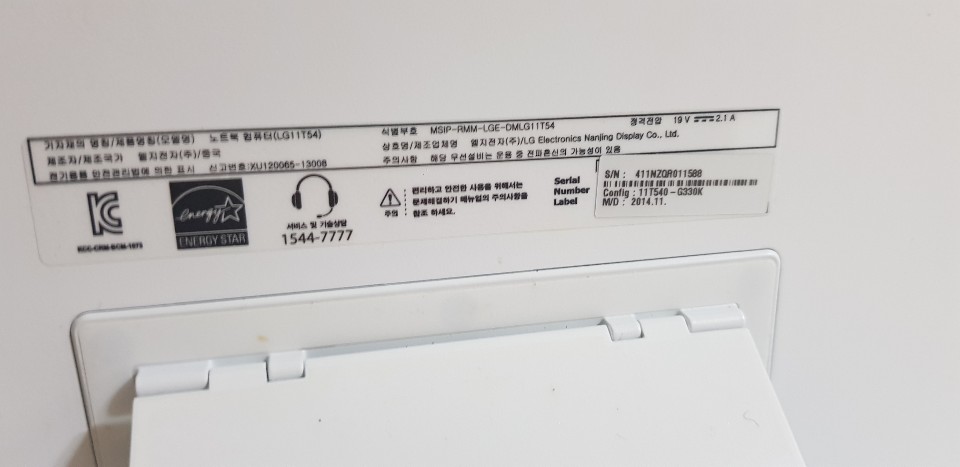 기자재의 명칭/제품명칭(모델명) 노트북 컴퓨터(LG11T54)
식별부호 MSIP-RMM-LGE-DMLG11T54
정격전압 19 V 2.1 A
제조자/제조국가 엘지전자(주)/중국
상호명/제조업체명 엘지전자(주)/LG Electronics Nanjing Display Co., Ltd.
전기용품 안전관리법에 의한 표시 신고번호:XU120065-13008
주의사항 해당 무선설비는 운용 중 전파혼신의 가능성이 있음
KCC-CRM-BCM-1073
energy
ENERGY STAR
서비스 및 기술상담
1544-7777
주의
편리하고 안전한 사용을 위해서는
문제해결하기 메뉴얼의 주의사항을
참조 하세요.
Serial
Number
Label
S/N : 411NZQR011588
Config : 11T540-G330K
M/D : 2014.11.